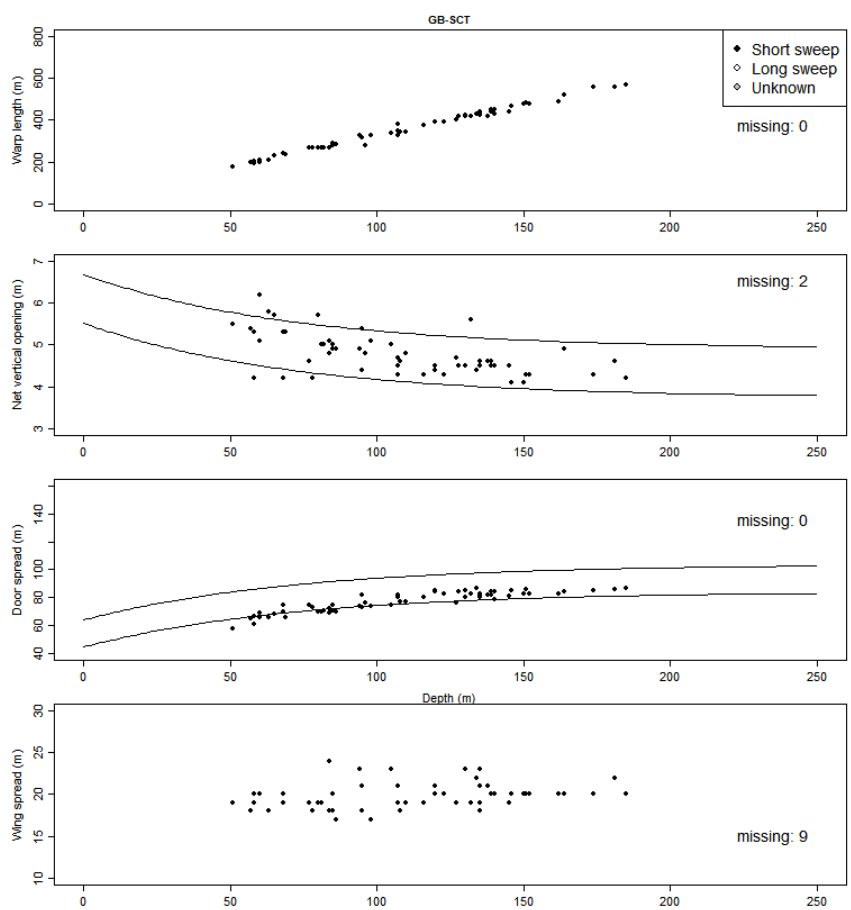 GB-SCT
Warp length (m)
800
600
400
200
0
Short sweep
Long sweep
Unknown
missing: 0
0 50 100 150 200 250
Net vertical opening (m)
7
6
5
4
3
missing: 2
0 50 100 150 200 250
Door spread (m)
140
100
80
60
40
missing: 0
0 50 100 150 200 250
Depth (m)
Wing spread (m)
30
25
20
15
10
missing: 9
0 50 100 150 200 250